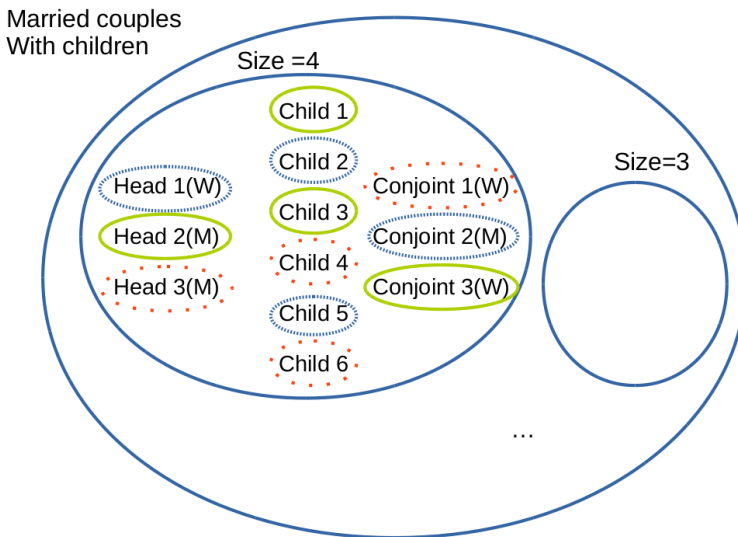 Married couples
With children
Size =4
Size=3
Child 1
Child 2
Child 3
Child 4
Child 5
Child 6
Head 1(W)
Head 2(M)
Head 3(M)
Conjoint 1(W)
Conjoint 2(M)
Conjoint 3(W)
...